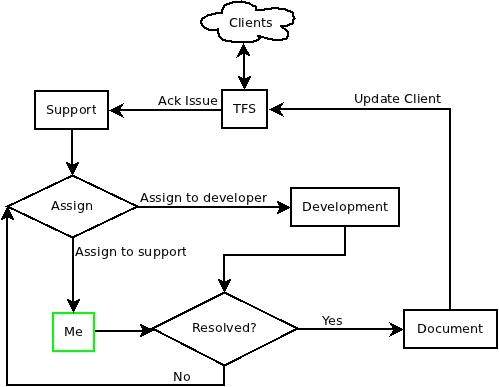 Clients
Ack Issue
Update Client
Support
TFS
Assign
Assign to developer
Development
Assign to support
Me
Resolved?
Yes
Document
No